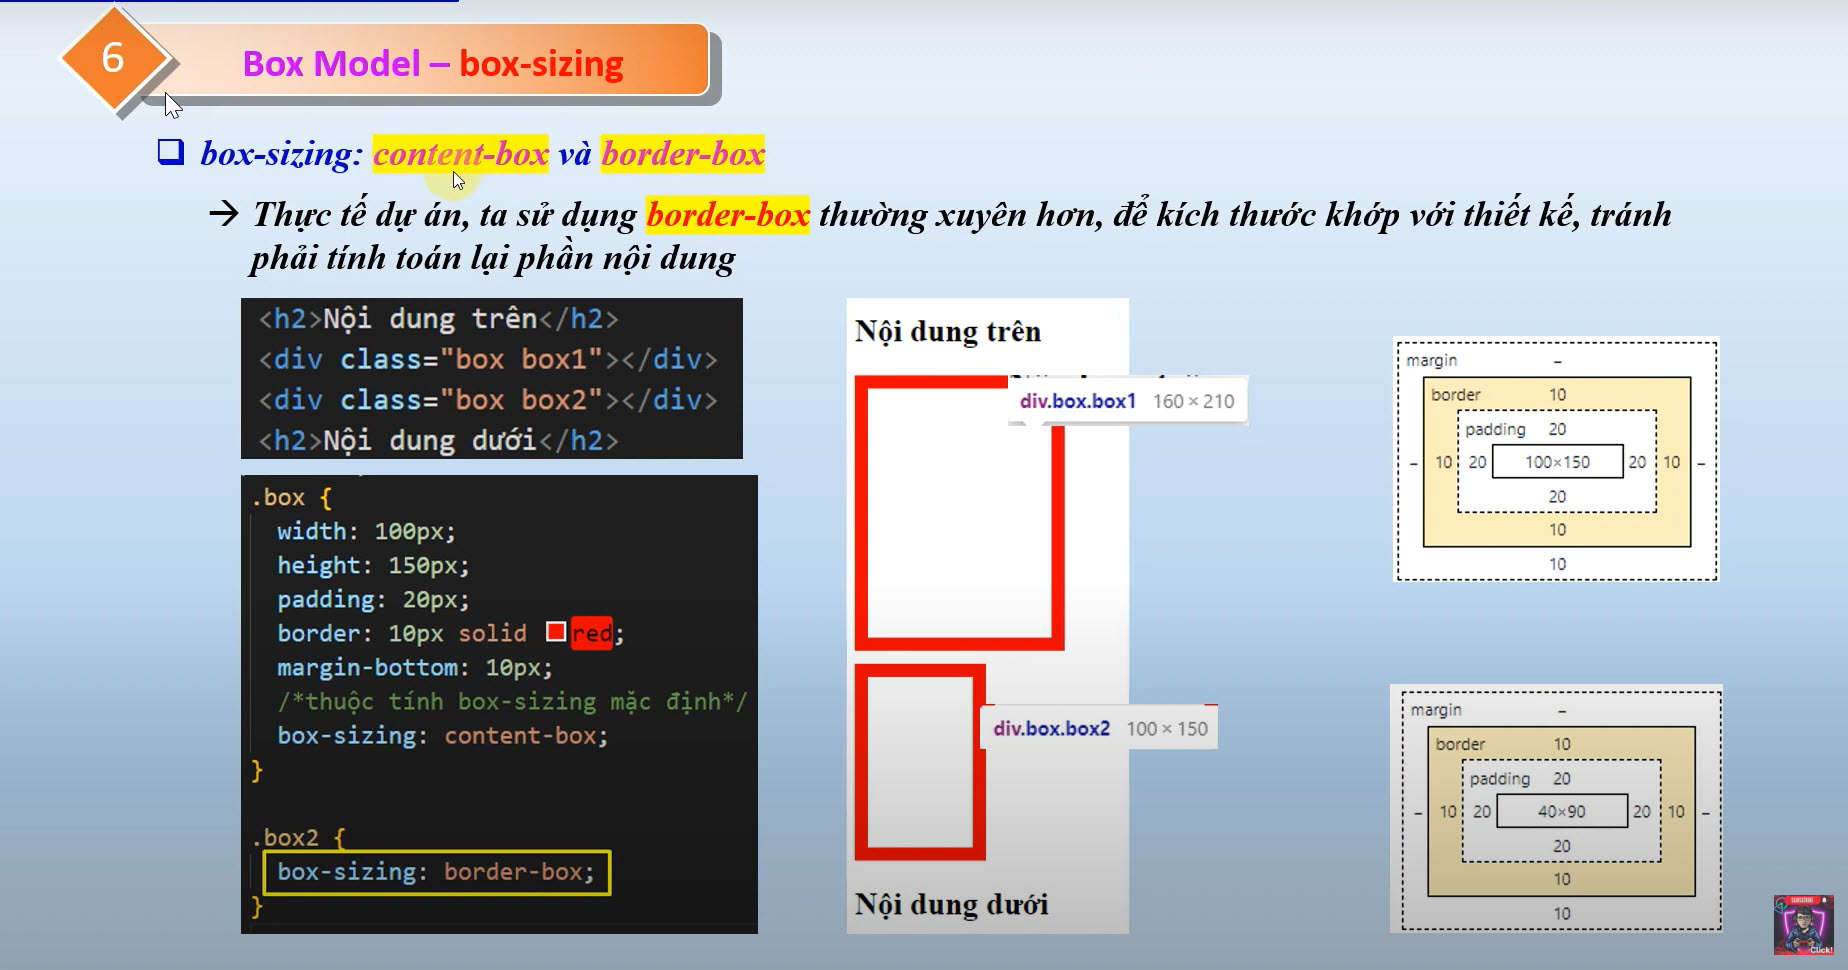 6
Box Model – box-sizing
box-sizing: content-box và border-box
→ Thực tế dự án, ta sử dụng border-box thường xuyên hơn, để kích thước khớp với thiết kế, tránh
phải tính toán lại phần nội dung
<h2>Nội dung trên</h2>
<div class="box box1"></div>
<div class="box box2"></div>
<h2>Nội dung dưới</h2>
.box {
width: 100px;
height: 150px;
padding: 20px;
border: 10px solid red;
margin-bottom: 10px;
/*thuộc tính box-sizing mặc định*/
box-sizing: content-box;
}
.box2 {
box-sizing: border-box;
}
Nội dung trên
div.box.box1 160 × 210
div.box.box2 100 × 150
Nội dung dưới
margin –
border 10
padding 20
– 10 20 100×150 20 10 –
20
10
10
margin –
border 10
padding 20
– 10 20 40×90 20 10 –
20
10
10
SUBSCRIBE
Click!